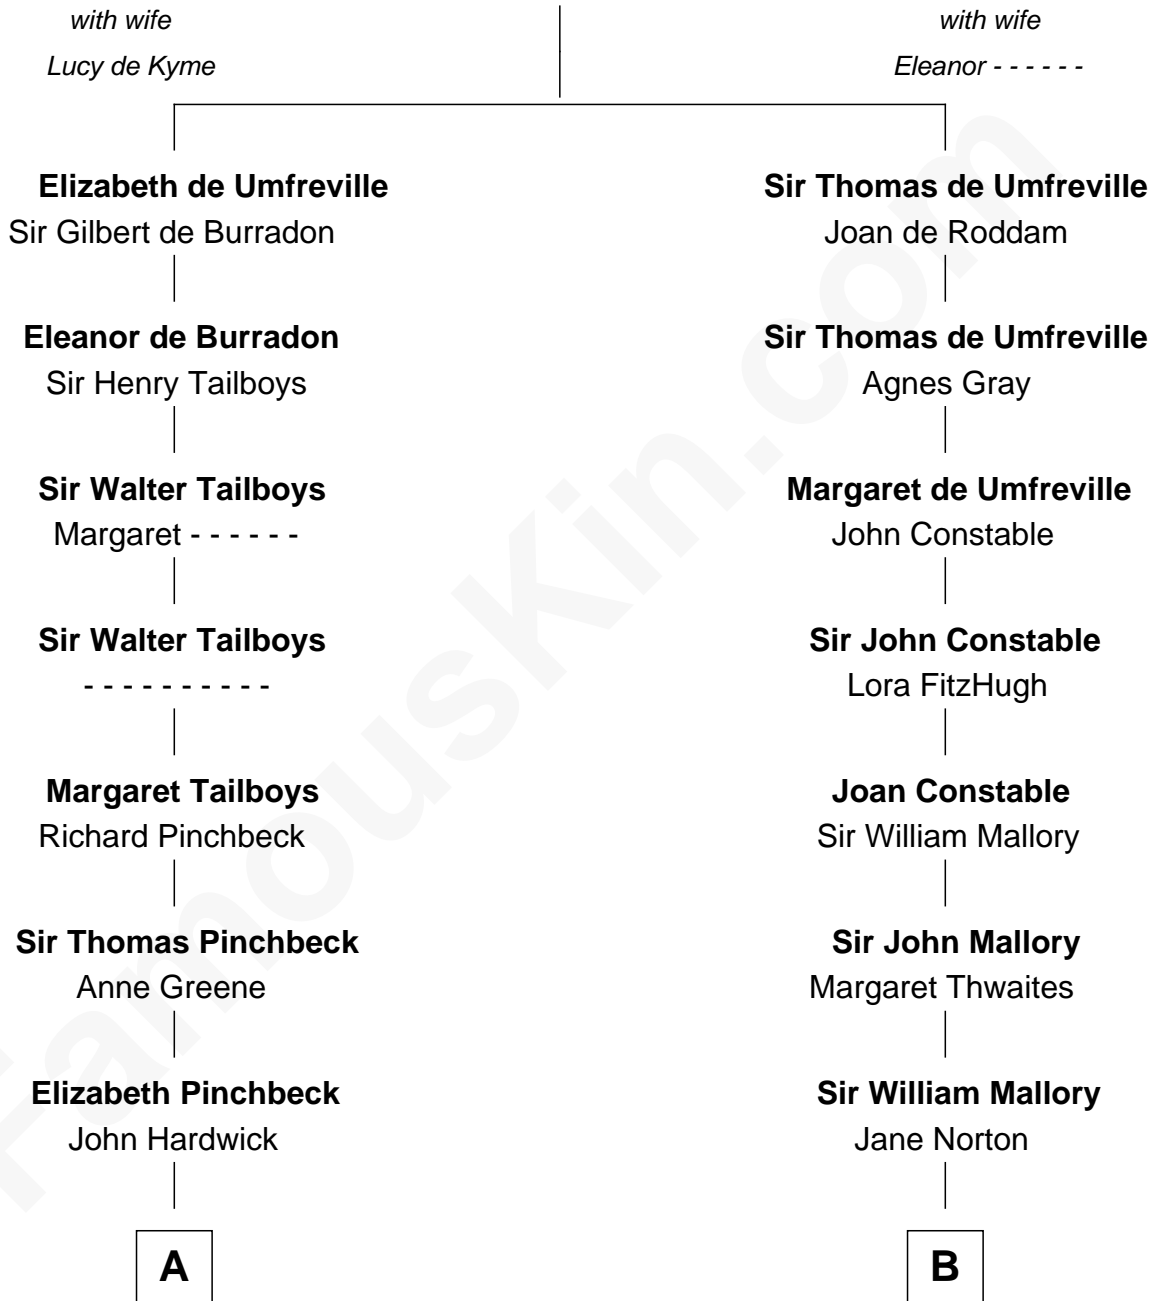 with wife
Lucy de Kyme
with wife
Eleanor - - - - - -
Elizabeth de Umfreville
Sir Gilbert de Burradon
Sir Thomas de Umfreville
Joan de Roddam
Eleanor de Burradon
Sir Henry Tailboys
Sir Thomas de Umfreville
Agnes Gray
Sir Walter Tailboys
Margaret - - - - - -
Margaret de Umfreville
John Constable
Sir Walter Tailboys
- - - - - - - - - -
Sir John Constable
Lora FitzHugh
Margaret Tailboys
Richard Pinchbeck
Joan Constable
Sir William Mallory
Sir Thomas Pinchbeck
Anne Greene
Sir John Mallory
Margaret Thwaites
Elizabeth Pinchbeck
John Hardwick
Sir William Mallory
Jane Norton
A
B
FamousKin.com